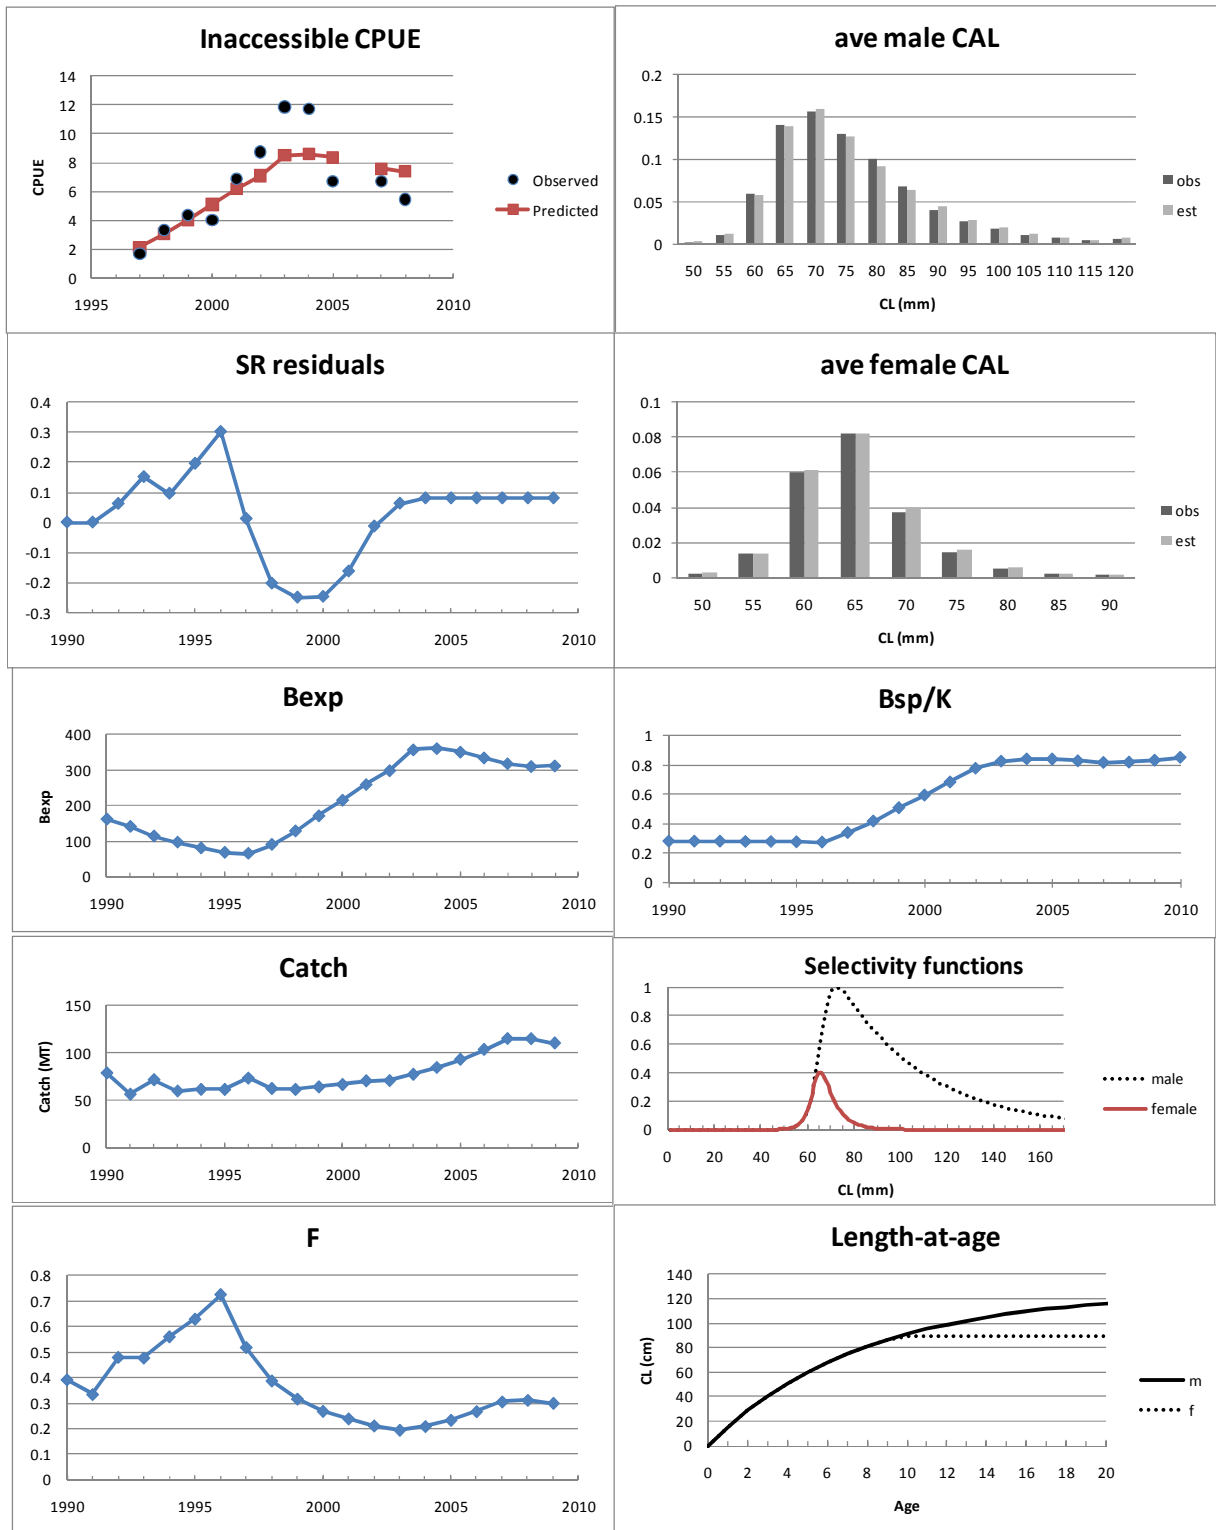 Inaccessible CPUE
14
12
10
8
6
4
2
0
CPUE
1995 2000 2005 2010
Observed
Predicted
ave male CAL
0.2
0.15
0.1
0.05
0
50 55 60 65 70 75 80 85 90 95 100 105 110 115 120
CL (mm)
obs
est
SR residuals
0.4
0.3
0.2
0.1
0
-0.1
-0.2
-0.3
1990 1995 2000 2005 2010
ave female CAL
0.1
0.08
0.06
0.04
0.02
0
50 55 60 65 70 75 80 85 90
CL (mm)
obs
est
Bexp
400
300
200
100
0
Bexp
1990 1995 2000 2005 2010
Bsp/K
1
0.8
0.6
0.4
0.2
0
1990 1995 2000 2005 2010
Catch
150
100
50
0
Catch (MT)
1990 1995 2000 2005 2010
Selectivity functions
1
0.8
0.6
0.4
0.2
0
0 20 40 60 80 100 120 140 160
CL (mm)
male
female
F
0.8
0.7
0.6
0.5
0.4
0.3
0.2
0.1
0
1990 1995 2000 2005 2010
Length-at-age
140
120
100
80
60
40
20
0
CL (cm)
0 2 4 6 8 10 12 14 16 18 20
Age
m
f